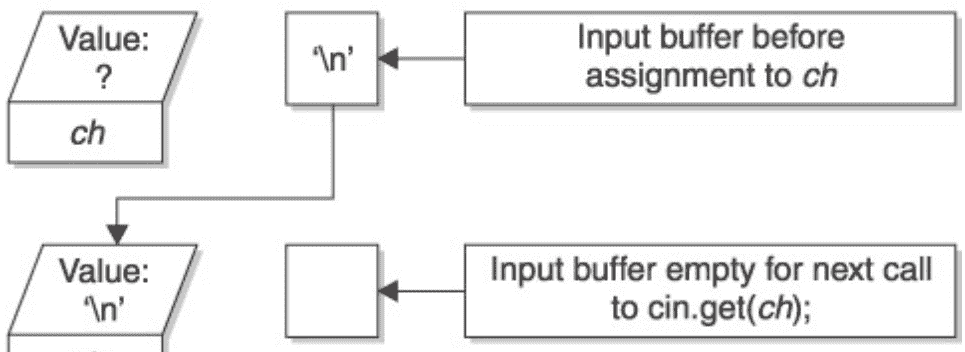 Value:
?
ch
‘\n’
Input buffer before
assignment to ch
Value:
‘\n’
Input buffer empty for next call
to cin.get(ch);